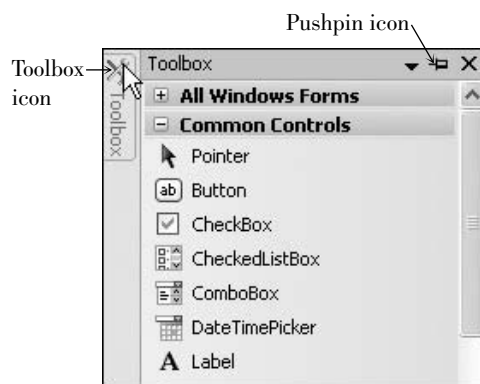 Pushpin icon
Toolbox
icon
Toolbox
Toolbox
All Windows Forms
Common Controls
Pointer
ab Button
CheckBox
CheckedListBox
ComboBox
DateTimePicker
A Label